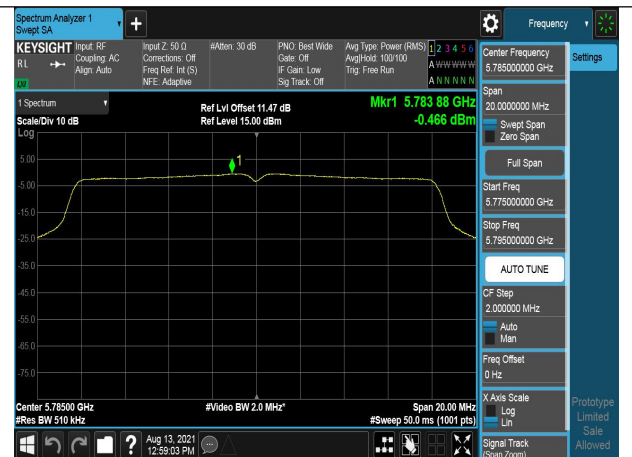 Spectrum Analyzer 1
Swept SA
Frequency
KEYSIGHT
RL
LXI
Input: RF
Coupling: AC
Align: Auto
Input Z: 50 Ω
Corrections: Off
Freq Ref: Int (S)
NFE: Adaptive
#Atten: 30 dB
PNO: Best Wide
Gate: Off
IF Gain: Low
Sig Track: Off
Avg Type: Power (RMS)
Avg|Hold: 100/100
Trig: Free Run
1 2 3 4 5 6
A W W W W W
A N N N N N
1 Spectrum
Scale/Div 10 dB
Log
Ref Lvl Offset 11.47 dB
Ref Level 15.00 dBm
Mkr1 5.783 88 GHz
-0.466 dBm
1
5.00
-5.00
-15.0
-25.0
-35.0
-45.0
-55.0
-65.0
-75.0
Center 5.78500 GHz
#Res BW 510 kHz
#Video BW 2.0 MHz*
Span 20.00 MHz
#Sweep 50.0 ms (1001 pts)
Aug 13, 2021
12:59:03 PM
Center Frequency
5.785000000 GHz
Settings
Span
20.0000000 MHz
Swept Span
Zero Span
Full Span
Start Freq
5.775000000 GHz
Stop Freq
5.795000000 GHz
AUTO TUNE
CF Step
2.000000 MHz
Auto
Man
Freq Offset
0 Hz
X Axis Scale
Log
Lin
Signal Track
(Span Zoom)
Prototype
Limited
Sale
Allowed